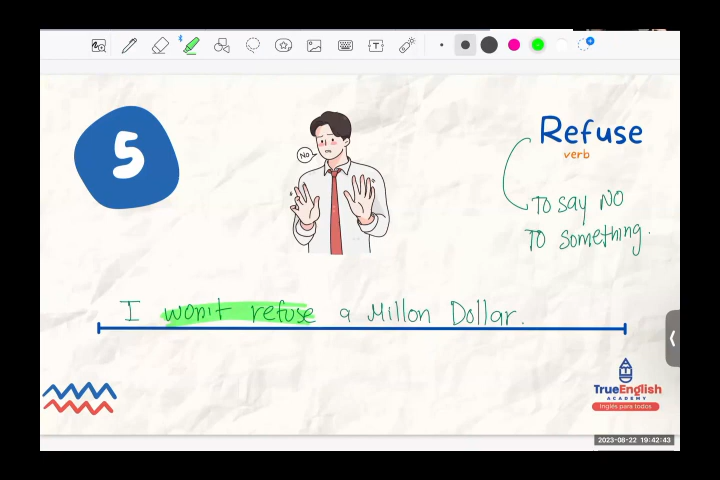 5
No
Refuse
verb
To say No
To something.
I won't refuse a Millon Dollar.
TrueEnglish
ACADEMY
Inglés para todos
2023-08-22 19:42:43